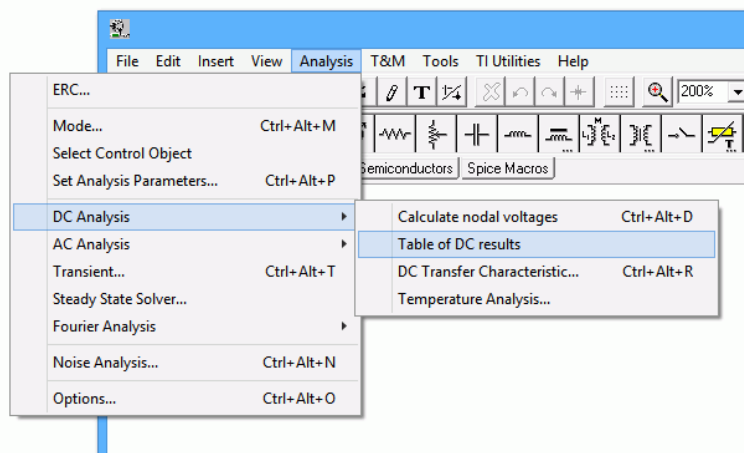 File Edit Insert View Analysis T&M Tools TI Utilities Help
ERC...
T 200%
Mode... Ctrl+Alt+M
M
T
Select Control Object
Semiconductors Spice Macros
Set Analysis Parameters... Ctrl+Alt+P
DC Analysis
Calculate nodal voltages Ctrl+Alt+D
AC Analysis
Table of DC results
Transient... Ctrl+Alt+T
DC Transfer Characteristic... Ctrl+Alt+R
Steady State Solver...
Temperature Analysis...
Fourier Analysis
Noise Analysis... Ctrl+Alt+N
Options... Ctrl+Alt+O